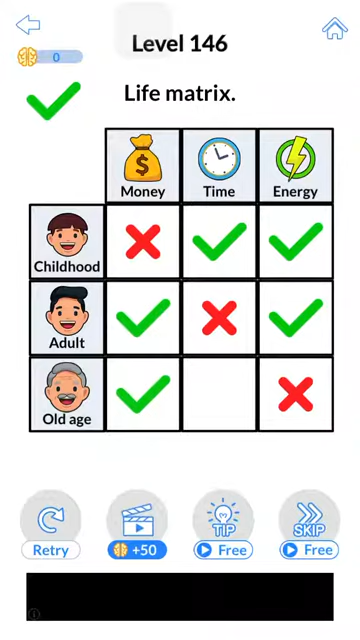 Level 146
0
Life matrix.
Money
Time
Energy
Childhood
Adult
Old age
TIP
SKIP
Retry
+50
Free
Free